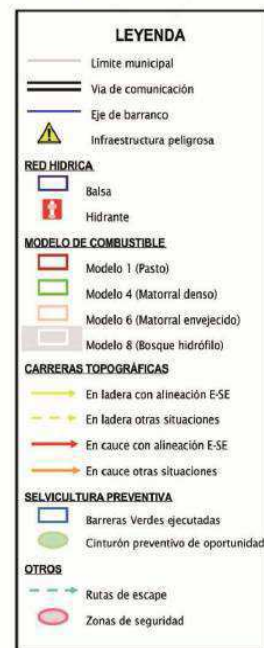 LEYENDA
Límite municipal
Via de comunicación
Eje de barranco
Infraestructura peligrosa
RED HIDRICA
Balsa
Hidrante
MODELO DE COMBUSTIBLE
Modelo 1 (Pasto)
Modelo 4 (Matorral denso)
Modelo 6 (Matorral envejecido)
Modelo 8 (Bosque hidrófilo)
CARRERAS TOPOGRÁFICAS
En ladera con alineación E-SE
En ladera otras situaciones
En cauce con alineación E-SE
En cauce otras situaciones
SELVICULTURA PREVENTIVA
Barreras Verdes ejecutadas
Cinturón preventivo de oportunidad
OTROS
Rutas de escape
Zonas de seguridad